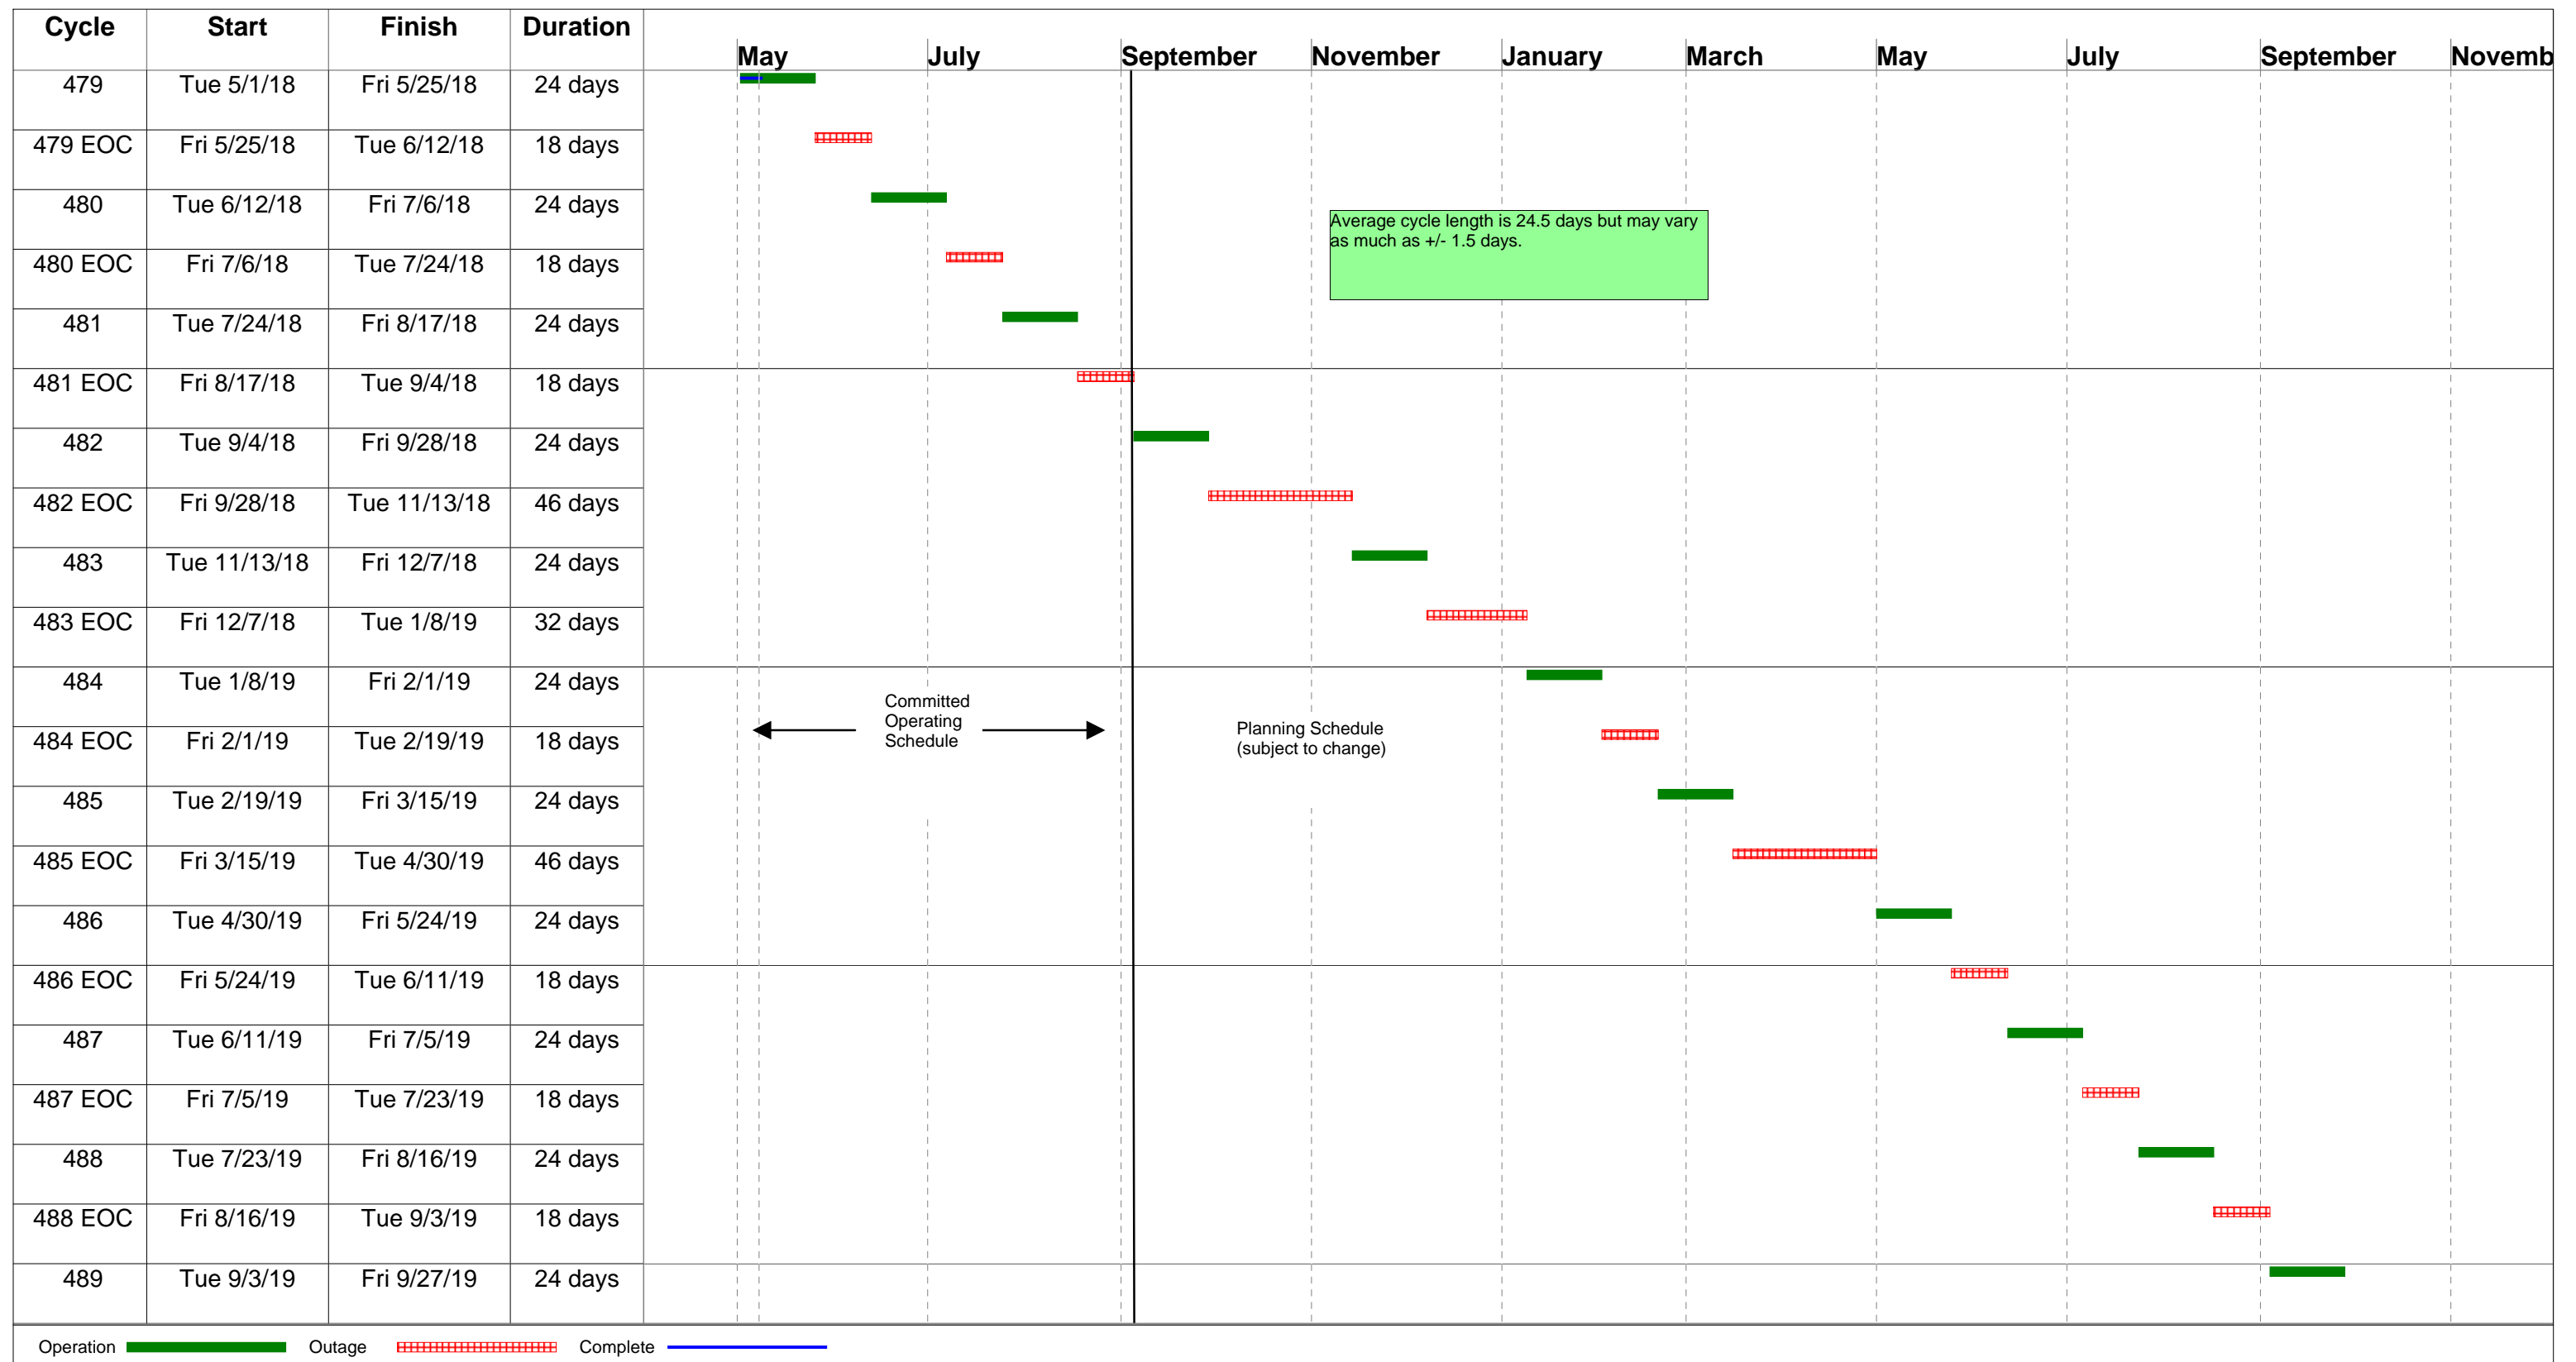 Cycle Start Finish Duration
May July September November January March May July September Novemb
479 Tue 5/1/18 Fri 5/25/18 24 days
479 EOC Fri 5/25/18 Tue 6/12/18 18 days
480 Tue 6/12/18 Fri 7/6/18 24 days
Average cycle length is 24.5 days but may vary
as much as +/- 1.5 days.
480 EOC Fri 7/6/18 Tue 7/24/18 18 days
481 Tue 7/24/18 Fri 8/17/18 24 days
481 EOC Fri 8/17/18 Tue 9/4/18 18 days
482 Tue 9/4/18 Fri 9/28/18 24 days
482 EOC Fri 9/28/18 Tue 11/13/18 46 days
483 Tue 11/13/18 Fri 12/7/18 24 days
483 EOC Fri 12/7/18 Tue 1/8/19 32 days
484 Tue 1/8/19 Fri 2/1/19 24 days
Committed
Operating
Schedule
Planning Schedule
(subject to change)
484 EOC Fri 2/1/19 Tue 2/19/19 18 days
485 Tue 2/19/19 Fri 3/15/19 24 days
485 EOC Fri 3/15/19 Tue 4/30/19 46 days
486 Tue 4/30/19 Fri 5/24/19 24 days
486 EOC Fri 5/24/19 Tue 6/11/19 18 days
487 Tue 6/11/19 Fri 7/5/19 24 days
487 EOC Fri 7/5/19 Tue 7/23/19 18 days
488 Tue 7/23/19 Fri 8/16/19 24 days
488 EOC Fri 8/16/19 Tue 9/3/19 18 days
489 Tue 9/3/19 Fri 9/27/19 24 days
Operation Outage Complete